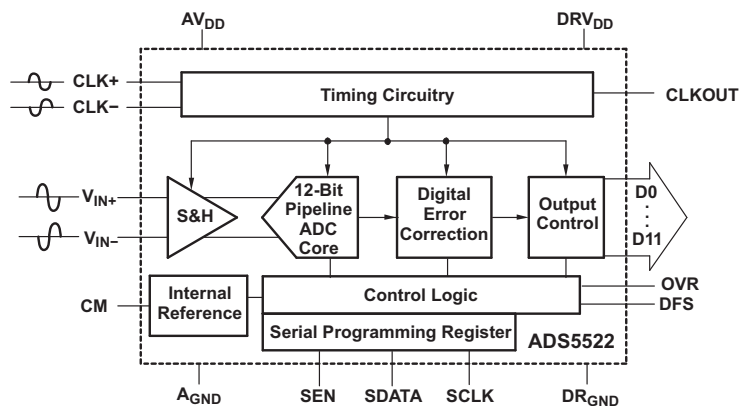 AVDD
DRVDD
CLK+
CLK−
Timing Circuitry
CLKOUT
VIN+
VIN−
S&H
12-Bit
Pipeline
ADC
Core
Digital
Error
Correction
Output
Control
D0
D11
CM
Internal
Reference
Control Logic
OVR
DFS
Serial Programming Register
ADS5522
AGND
SEN
SDATA
SCLK
DRGND